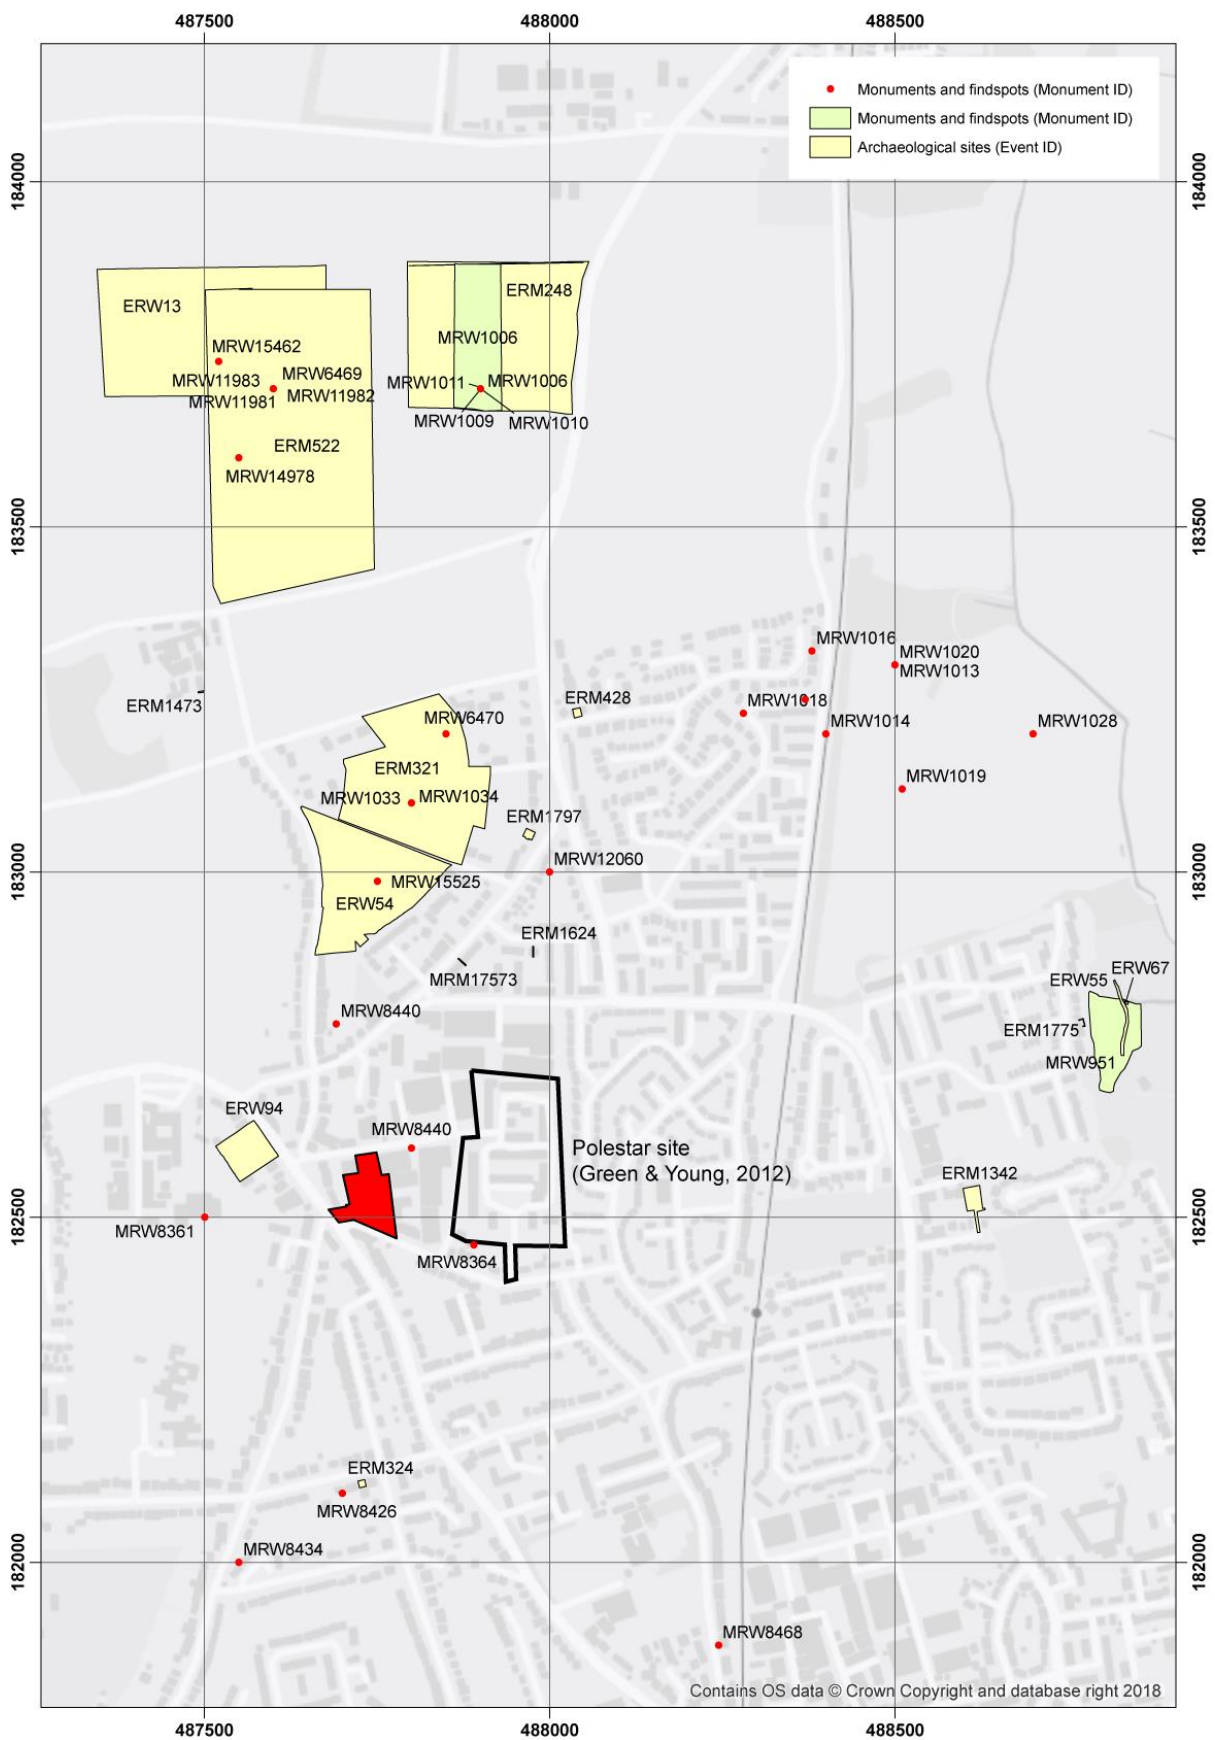 487500
488000
488500
Monuments and findspots (Monument ID)
Monuments and findspots (Monument ID)
Archaeological sites (Event ID)
184000
184000
ERW13
ERM248
MRW1006
MRW15462
MRW11983
MRW6469
MRW11981
MRW11982
MRW1011
MRW1006
MRW1009
MRW1010
ERM522
MRW14978
183500
183500
MRW1016
MRW1020
MRW1013
ERM1473
ERM428
MRW1018
MRW6470
MRW1014
MRW1028
ERM321
MRW1033
MRW1034
MRW1019
ERM1797
MRW12060
183000
183000
MRW15525
ERW54
ERM1624
MRM17573
ERW67
ERW55
MRW8440
ERM1775
MRW951
ERW94
MRW8440
Polestar site
(Green & Young, 2012)
ERM1342
182500
182500
MRW8361
MRW8364
ERM324
MRW8426
MRW8434
182000
182000
MRW8468
Contains OS data © Crown Copyright and database right 2018
487500
488000
488500